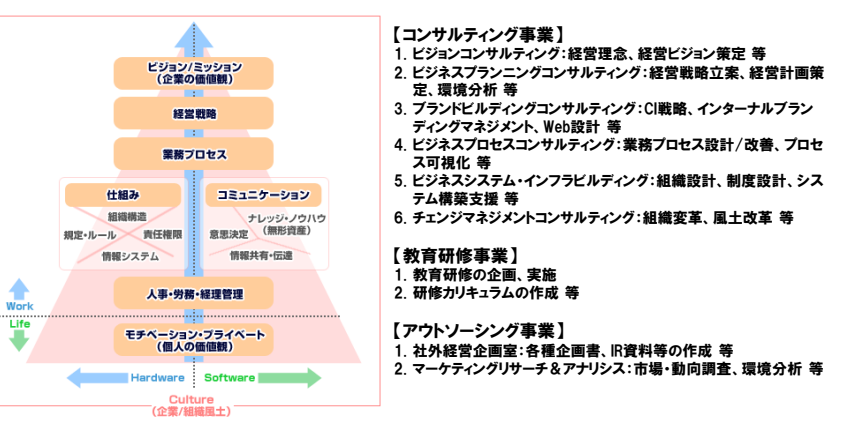 ビジョン/ミッション
(企業の価値観)
経営戦略
業務プロセス
仕組み
組織構造
規定・ルール
責任権限
情報システム
コミュニケーション
ナレッジ・ノウハウ
(無形資産)
意思決定
情報共有・伝達
人事・労務・経理管理
Work
Life
モチベーション・プライベート
(個人の価値観)
Hardware
Software
Culture
(企業/組織風土)
【コンサルティング事業】
1. ビジョンコンサルティング：経営理念、経営ビジョン策定 等
2. ビジネスプランニングコンサルティング：経営戦略立案、経営計画策
定、環境分析 等
3. ブランドビルディングコンサルティング：CI戦略、インターナルブラン
ディングマネジメント、Web設計 等
4. ビジネスプロセスコンサルティング：業務プロセス設計/改善、プロセ
ス可視化 等
5. ビジネスシステム・インフラビルディング：組織設計、制度設計、シス
テム構築支援 等
6. チェンジマネジメントコンサルティング：組織変革、風土改革 等
【教育研修事業】
1. 教育研修の企画、実施
2. 研修カリキュラムの作成 等
【アウトソーシング事業】
1. 社外経営企画室：各種企画書、IR資料等の作成 等
2. マーケティングリサーチ＆アナリシス：市場・動向調査、環境分析 等